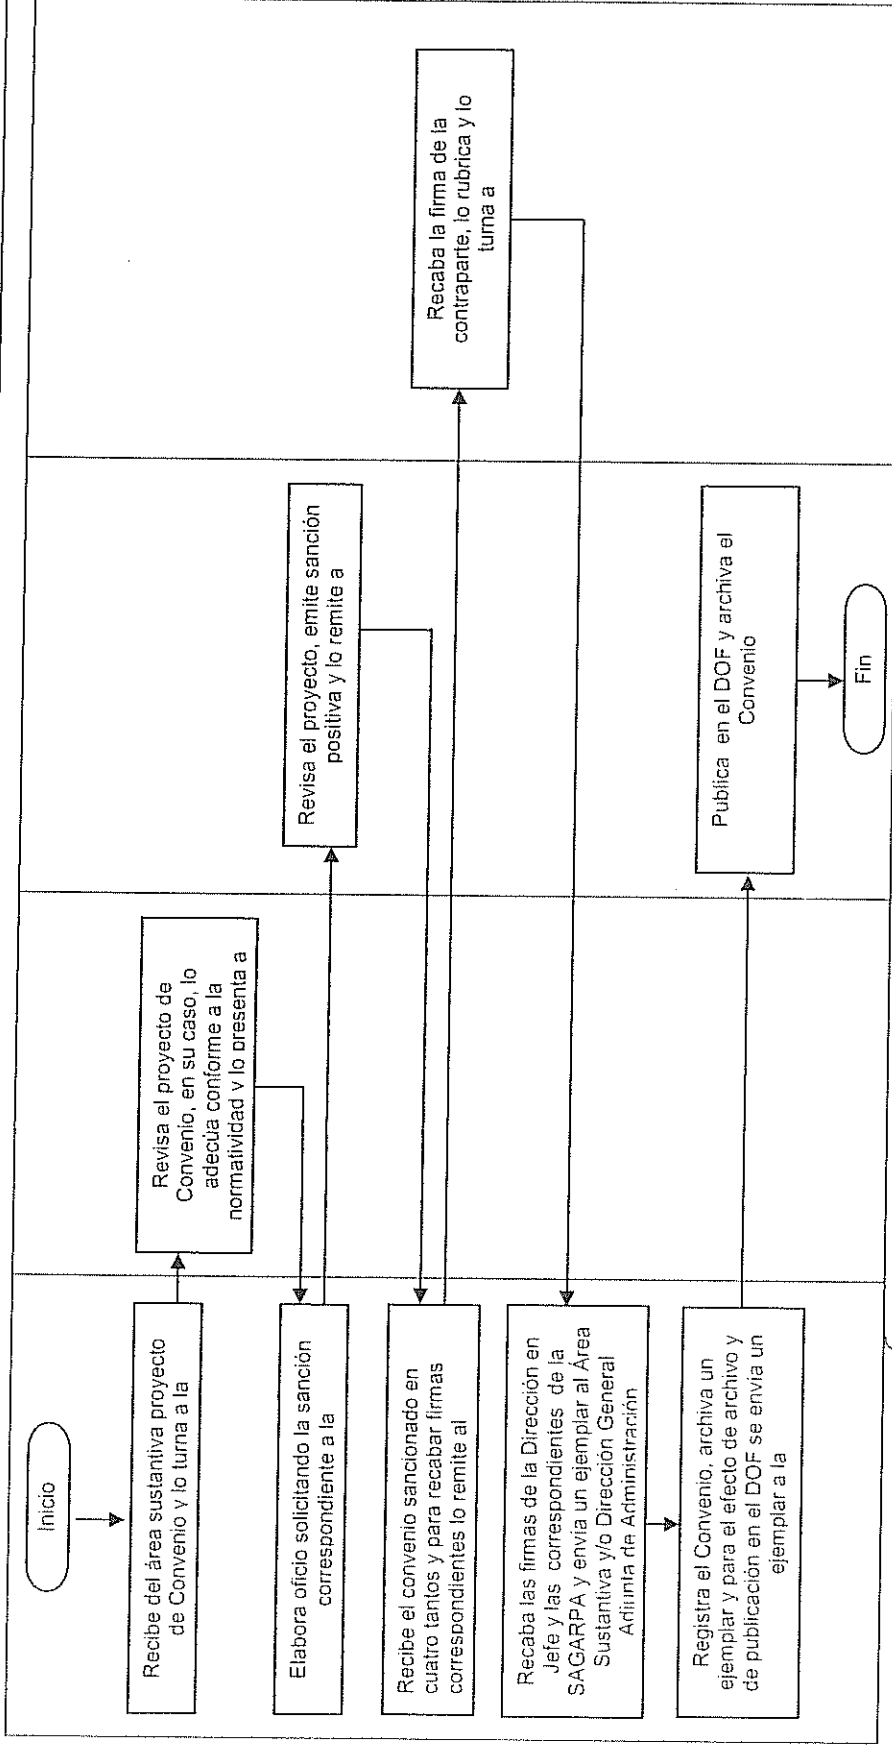 Inicio
Recibe del área sustantiva proyecto
de Convenio y lo turna a la
Revisa el proyecto de
Convenio, en su caso, lo
adecúa conforme a la
normatividad y lo presenta a
Elabora oficio solicitando la sanción
correspondiente a la
Revisa el proyecto, emite sanción
positiva y lo remite a
Recibe el convenio sancionado en
cuatro tantos y para recabar firmas
correspondientes lo remite al
Recaba la firma de la
contraparte, lo rubrica y lo
turna a
Recaba las firmas de la Dirección en
Jefe y las correspondientes de la
SAGARPA y envía un ejemplar al Área
Sustantiva y/o Dirección General
Adjunta de Administración
Registra el Convenio, archiva un
ejemplar y para el efecto de archivo y
de publicación en el DOF se envía un
ejemplar a la
Publica en el DOF y archiva el
Convenio
Fin